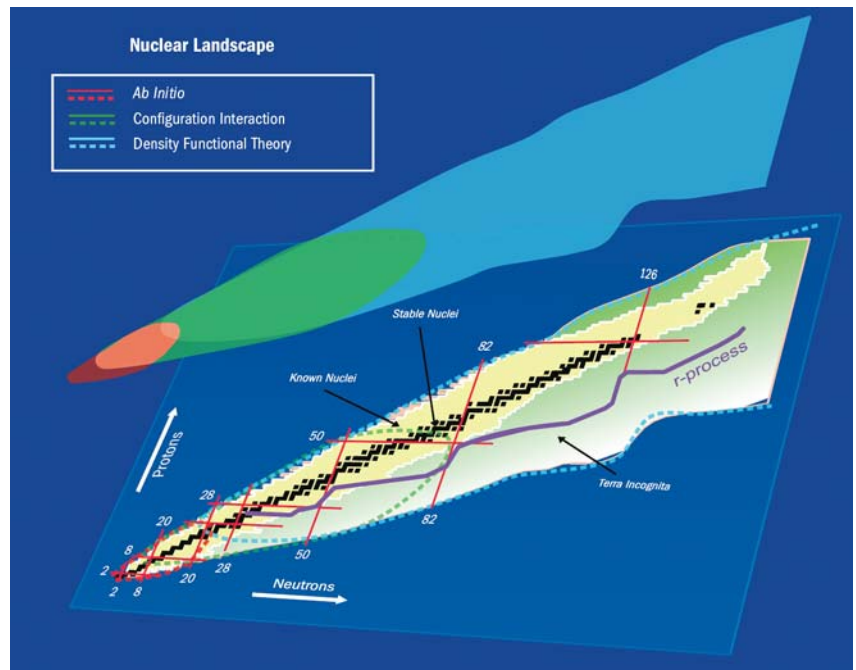 Nuclear Landscape
Ab Initio
Configuration Interaction
Density Functional Theory
126
Stable Nuclei
82
Known Nuclei
r-process
50
Protons
Terra Incognita
28
82
20
50
8
28
20
2
2
8
Neutrons